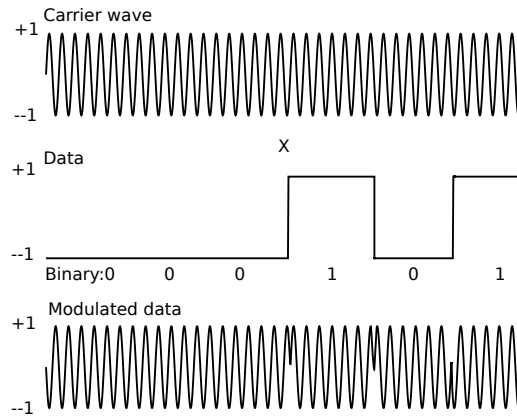 Carrier wave
+1
--1
X
Data
+1
--1
Binary:0 0 0 1 0 1
Modulated data
+1
--1